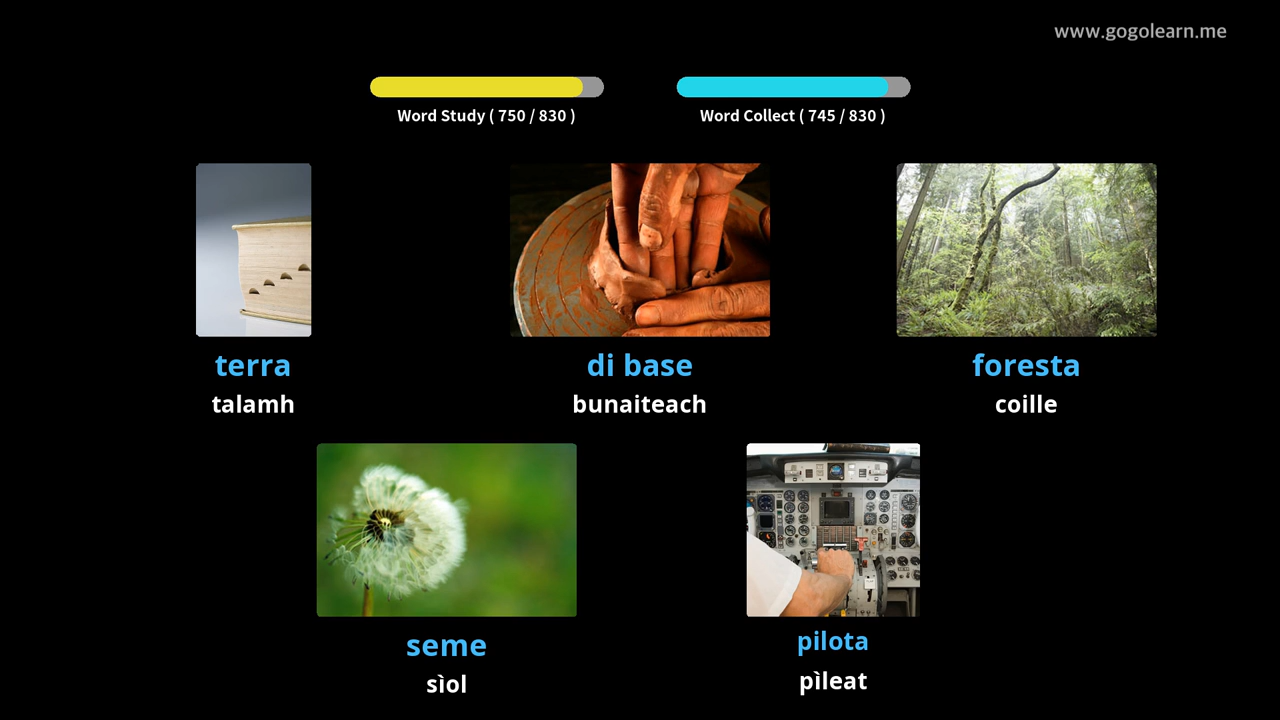 www.gogolearn.me
Word Study ( 750 / 830 )
Word Collect ( 745 / 830 )
terra
talamh
di base
bunaiteach
foresta
coille
seme
sìol
pilota
pìleat